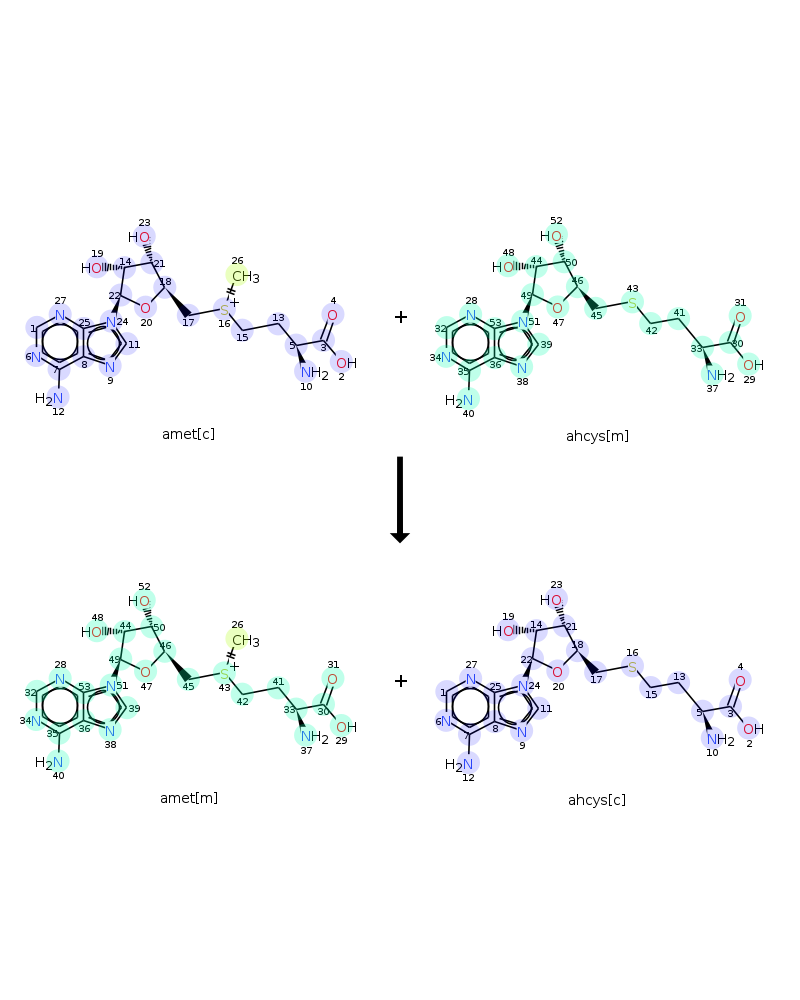 23
HO
19
HO
14
21
26
CH3
18
27
N
22
O
20
+
S
16
17
4
O
1
25
N
24
11
13
15
5
3
6
N
7
8
N
9
NH2
10
OH
2
H2N
12
amet[c]
+
52
HO
48
HO
44
50
46
28
N
49
O
47
43
S
45
31
O
32
53
N
51
39
41
42
33
30
34
N
35
36
N
38
NH2
37
OH
29
H2N
40
ahcys[m]
52
HO
48
HO
44
50
26
CH3
46
28
N
49
O
47
+
S
43
45
31
O
32
53
N
51
39
41
42
33
30
34
N
35
36
N
38
NH2
37
OH
29
H2N
40
amet[m]
+
23
HO
19
HO
14
21
18
27
N
22
O
20
16
S
17
4
O
1
25
N
24
11
13
15
5
3
6
N
7
8
N
9
NH2
10
OH
2
H2N
12
ahcys[c]